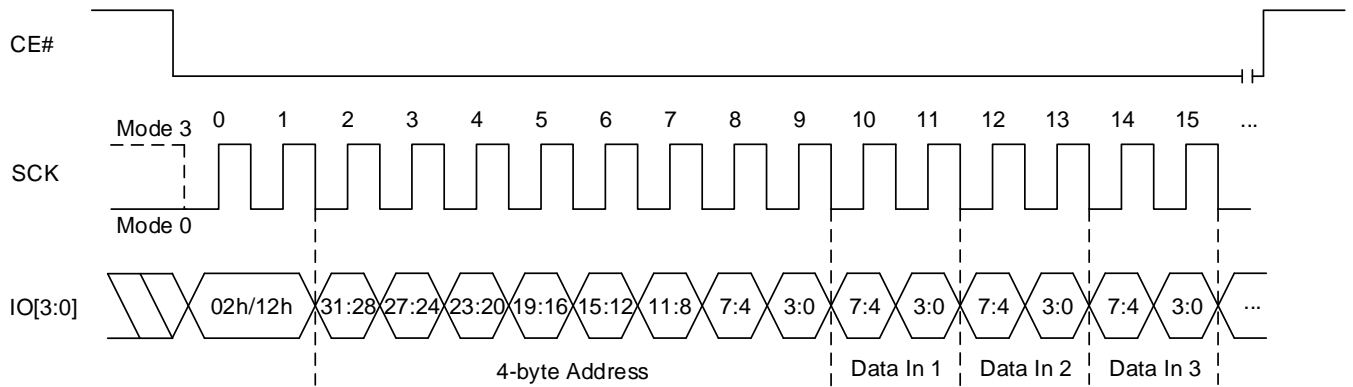 CE#
0 1 2 3 4 5 6 7 8 9 10 11 12 13 14 15 ...
Mode 3
SCK
Mode 0
IO[3:0] 02h/12h 31:28 27:24 23:20 19:16 15:12 11:8 7:4 3:0 7:4 3:0 7:4 3:0 7:4 3:0 ...
4-byte Address Data In 1 Data In 2 Data In 3